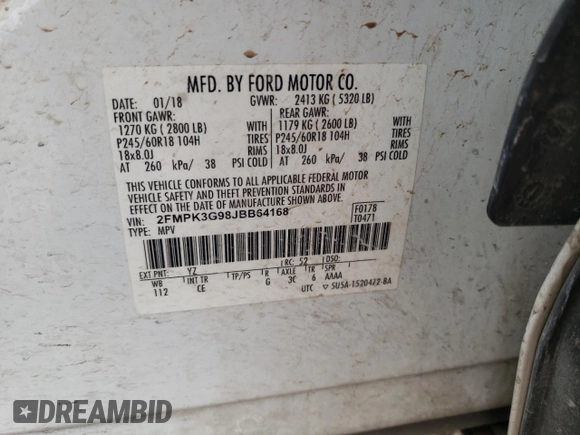 MFD. BY FORD MOTOR CO.
DATE: 01/18 GVWR: 2413 KG (5320 LB)
FRONT GAWR: REAR GAWR:
1270 KG (2800 LB) WITH 1179 KG (2600 LB) WITH
P245/60R18 104H TIRES P245/60R18 104H TIRES
18x8.0J RIMS 18x8.0J RIMS
AT 260 kPa/ 38 PSI COLD AT 260 kPa/ 38 PSI COLD
THIS VEHICLE CONFORMS TO ALL APPLICABLE FEDERAL MOTOR
VEHICLE SAFETY AND THEFT PREVENTION STANDARDS IN
EFFECT ON THE DATE OF MANUFACTURE SHOWN ABOVE.
VIN: 2FMPK3G98JBB64168 F0178
TYPE: MPV T0471
EXT PNT: YZ RC: 52 DSO:
WB INT TR TP/PS R AXLE TR SPR
112 CE G 3C 6 AAAA
UTC ▽ 5U5A-1520472-BA
DREAMBID
dreambid.com